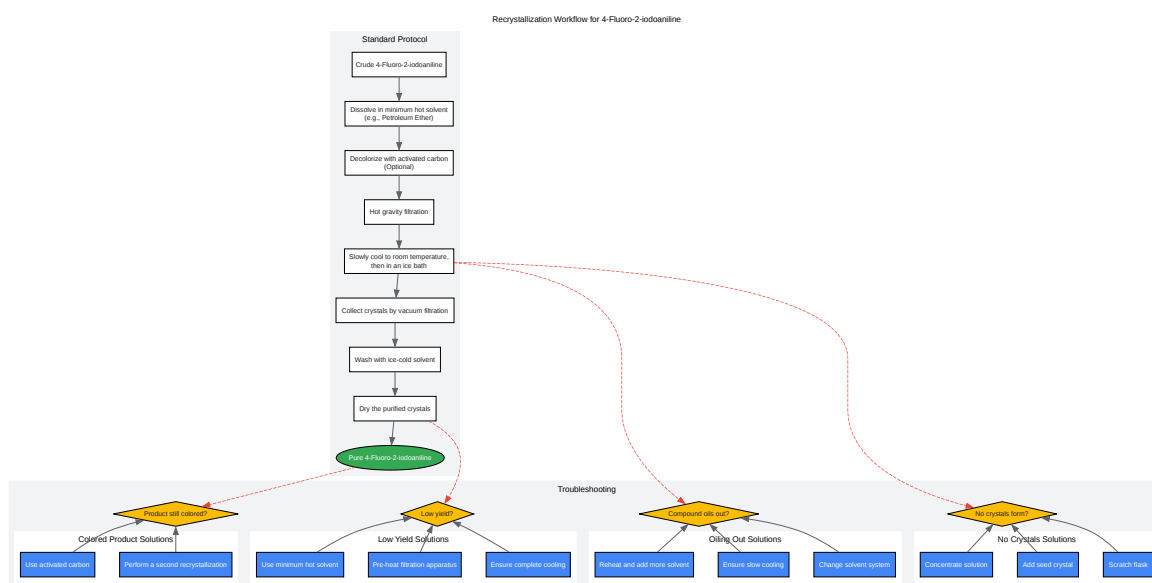 Recrystallization Workflow for 4-Fluoro-2-iodoaniline
Standard Protocol
Crude 4-Fluoro-2-iodoaniline
Dissolve in minimum hot solvent
(e.g., Petroleum Ether)
Decolorize with activated carbon
(Optional)
Hot gravity filtration
Slowly cool to room temperature,
then in an ice bath
Collect crystals by vacuum filtration
Wash with ice-cold solvent
Dry the purified crystals
Pure 4-Fluoro-2-iodoaniline
Troubleshooting
Product still colored?
Low yield?
Compound oils out?
No crystals form?
Colored Product Solutions
Low Yield Solutions
Oiling Out Solutions
No Crystals Solutions
Use activated carbon
Perform a second recrystallization
Use minimum hot solvent
Pre-heat filtration apparatus
Ensure complete cooling
Reheat and add more solvent
Ensure slow cooling
Change solvent system
Concentrate solution
Add seed crystal
Scratch flask